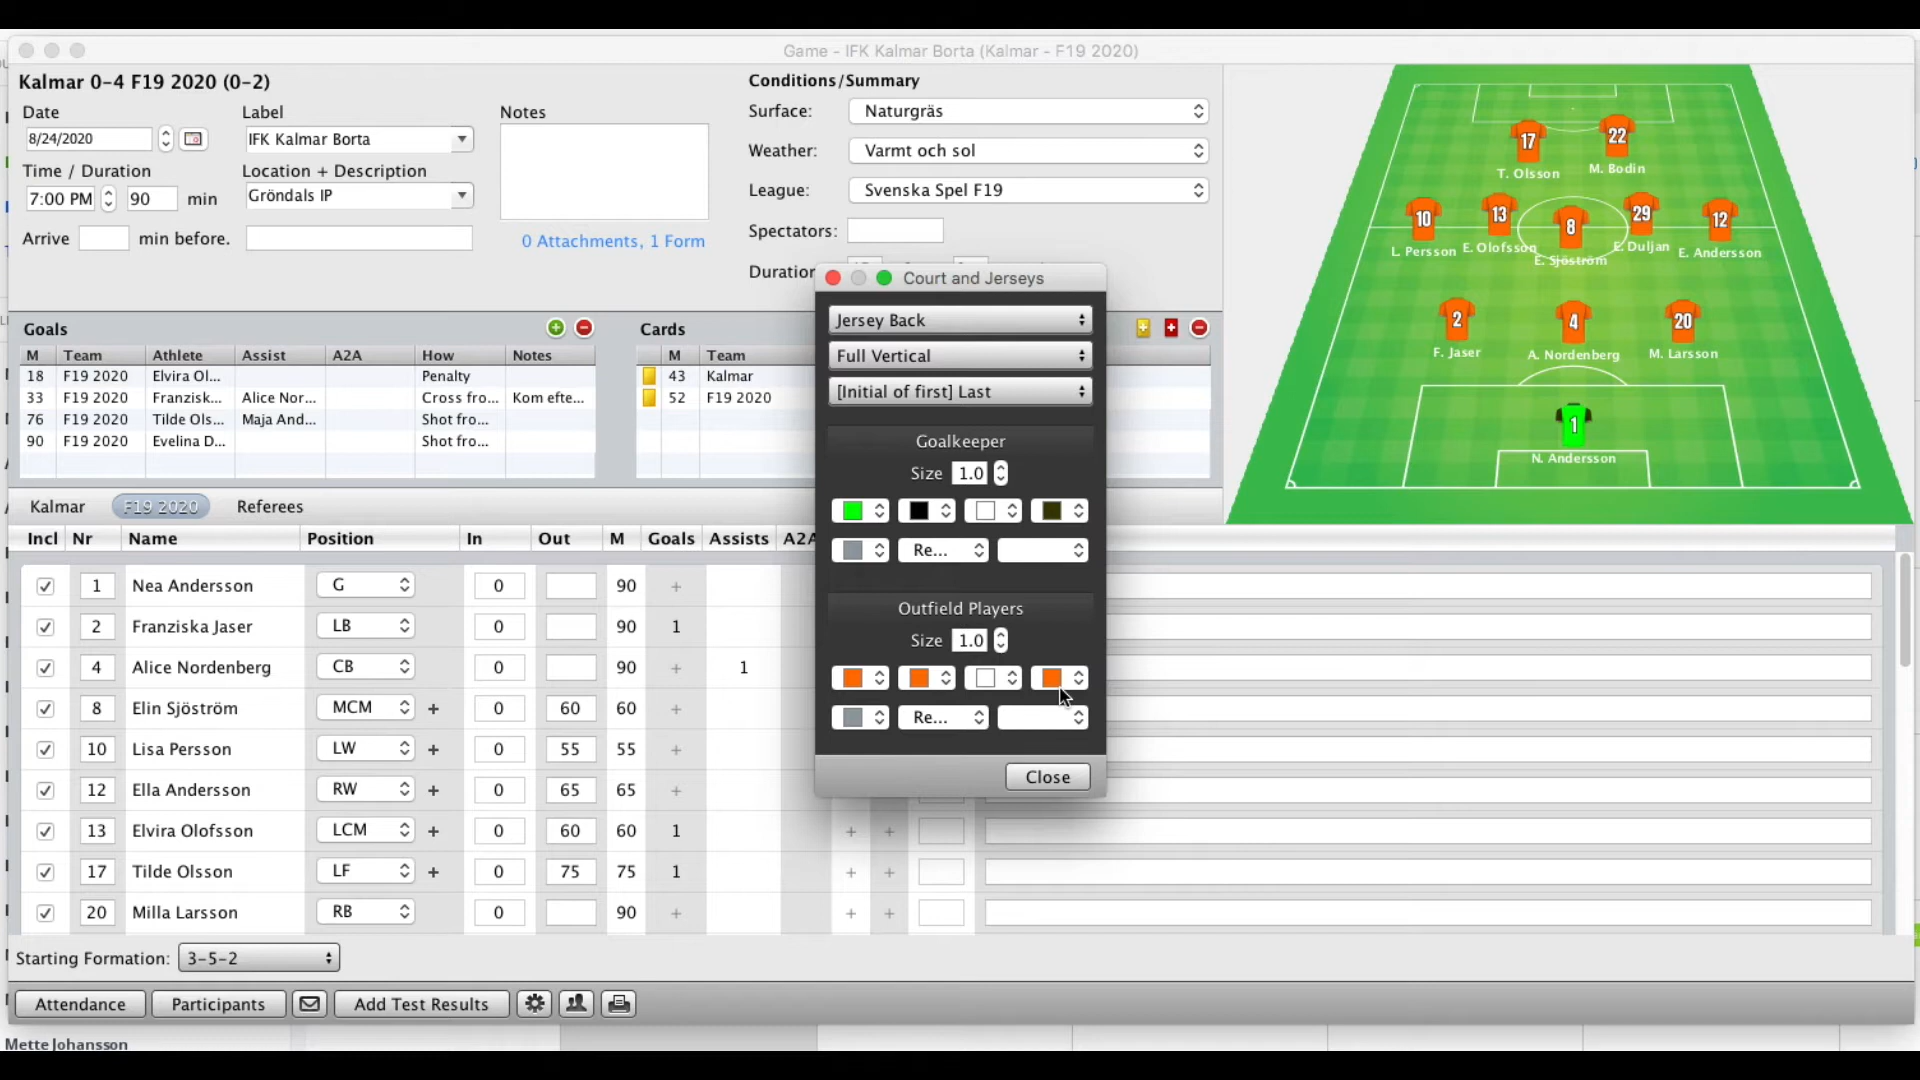 Game - IFK Kalmar Borta (Kalmar - F19 2020)
Kalmar 0-4 F19 2020 (0-2)
Date
Label
Notes
8/24/2020
IFK Kalmar Borta
Time / Duration
Location + Description
7:00 PM
90
min
Gröndals IP
Arrive
min before.
0 Attachments, 1 Form
Conditions/Summary
Surface:
Naturgräs
Weather:
Varmt och sol
League:
Svenska Spel F19
Spectators:
Duration
Goals
M Team Athlete Assist A2A How Notes
18 F19 2020 Elvira Ol... Penalty
33 F19 2020 Franzisk... Alice Nor... Cross fro... Kom efte...
76 F19 2020 Tilde Ols... Maja And... Shot fro...
90 F19 2020 Evelina D... Shot fro...
Cards
M Team
43 Kalmar
52 F19 2020
17 22
T. Olsson M. Bodin
10 13 8 29 12
L. Persson E. Olofsson E. Sjöström E. Duljan E. Andersson
2 4 20
F. Jaser A. Nordenberg M. Larsson
1
N. Andersson
Court and Jerseys
Jersey Back
Full Vertical
[Initial of first] Last
Goalkeeper
Size 1.0
Re...
Outfield Players
Size 1.0
Re...
Close
Kalmar F19 2020 Referees
Incl Nr Name Position In Out M Goals Assists A2A
1 Nea Andersson G 0 90 +
2 Franziska Jaser LB 0 90 1
4 Alice Nordenberg CB 0 90 + 1
8 Elin Sjöström MCM + 0 60 60 +
10 Lisa Persson LW + 0 55 55 +
12 Ella Andersson RW + 0 65 65 +
13 Elvira Olofsson LCM + 0 60 60 1 + +
17 Tilde Olsson LF + 0 75 75 1 + +
20 Milla Larsson RB 0 90 + + +
Starting Formation: 3-5-2
Attendance Participants Add Test Results
Mette Johansson